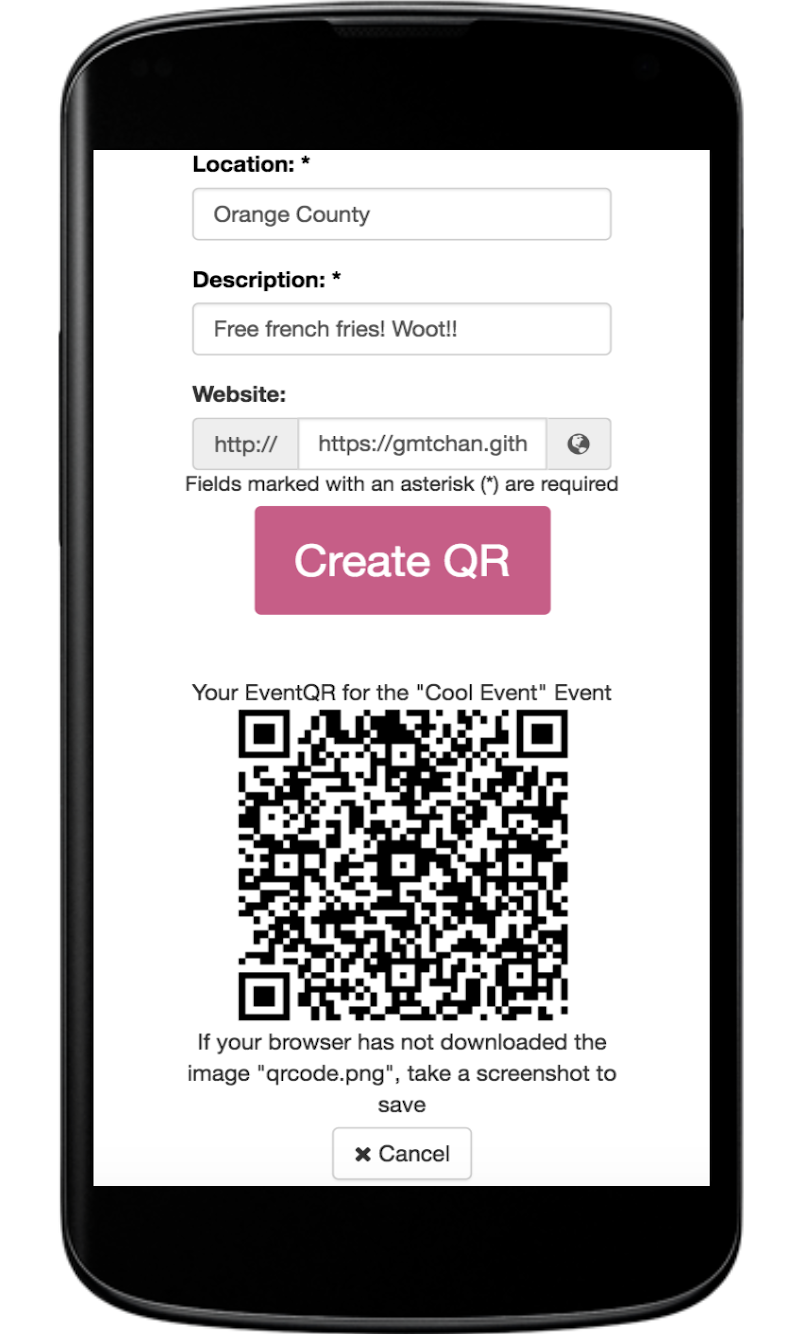 Location: *
Orange County
Description: *
Free french fries! Woot!!
Website:
http:// https://gmtchan.gith
Fields marked with an asterisk (*) are required
Create QR
Your EventQR for the "Cool Event" Event
If your browser has not downloaded the
image "qrcode.png", take a screenshot to
save
✖ Cancel